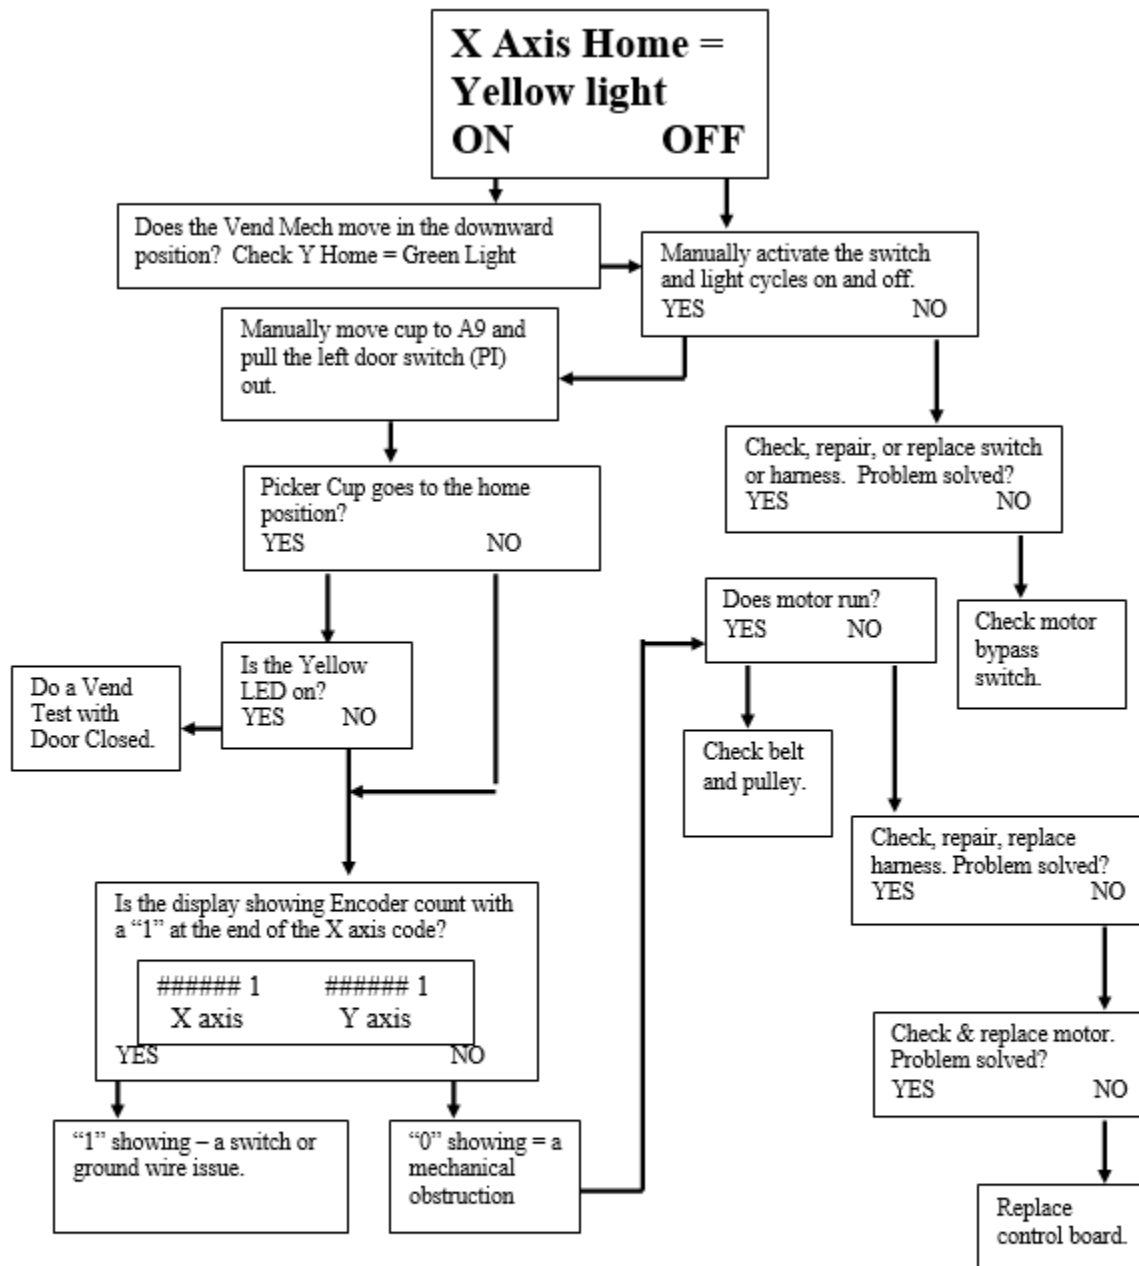 X Axis Home =
Yellow light
ON OFF
Does the Vend Mech move in the downward
position? Check Y Home = Green Light
Manually activate the switch
and light cycles on and off.
YES NO
Manually move cup to A9 and
pull the left door switch (PI)
out.
Check, repair, or replace switch
or harness. Problem solved?
YES NO
Picker Cup goes to the home
position?
YES NO
Does motor run?
YES NO
Check motor
bypass
switch.
Is the Yellow
LED on?
YES NO
Do a Vend
Test with
Door Closed.
Check belt
and pulley.
Check, repair, replace
harness. Problem solved?
YES NO
Is the display showing Encoder count with
a “1” at the end of the X axis code?
###### 1 ###### 1
X axis Y axis
YES NO
Check & replace motor.
Problem solved?
YES NO
“1” showing – a switch or
ground wire issue.
“0” showing = a
mechanical
obstruction
Replace
control board.